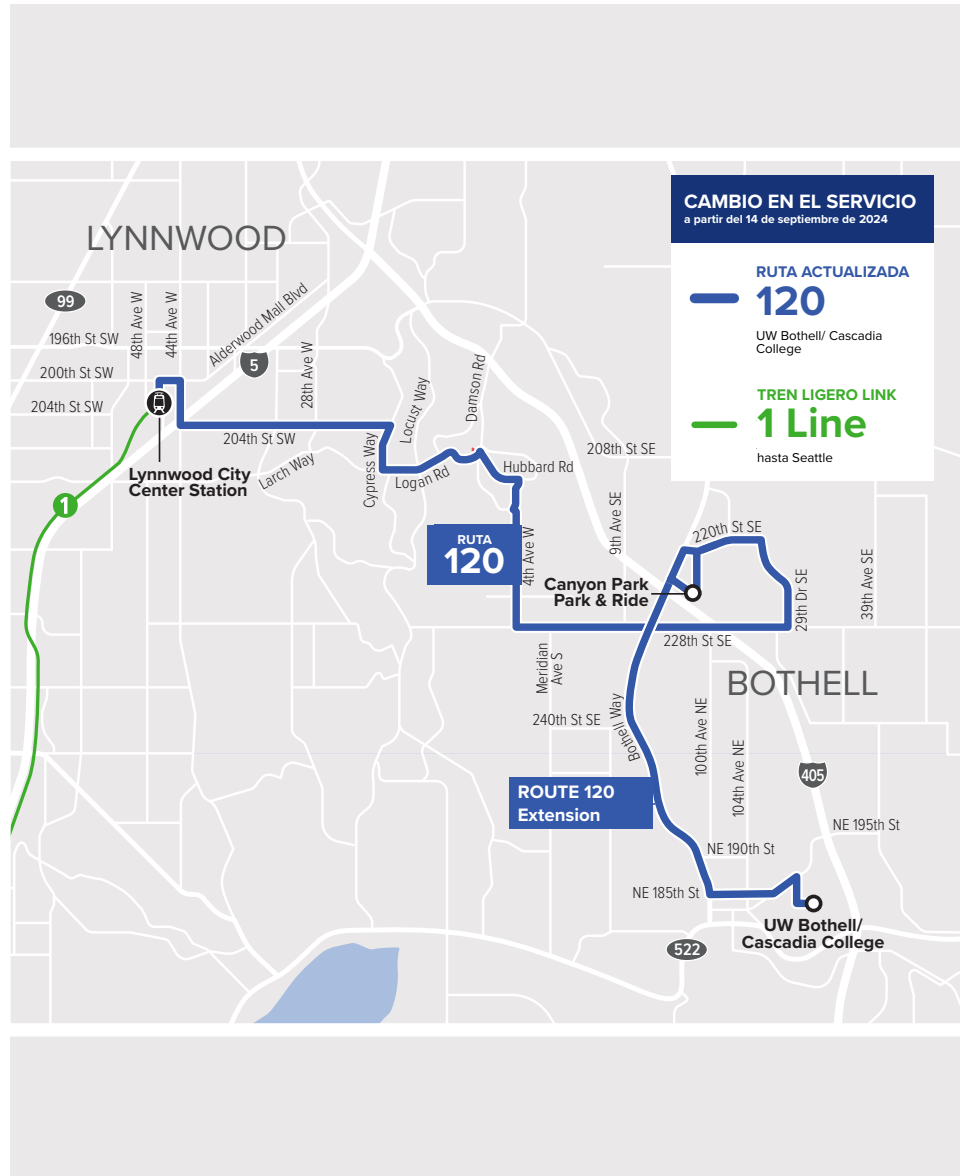 CAMBIO EN EL SERVICIO
a partir del 14 de septiembre de 2024
RUTA ACTUALIZADA
120
UW Bothell/ Cascadia
College
TREN LIGERO LINK
1 Line
hasta Seattle
LYNNWOOD
99
48th Ave W
44th Ave W
Alderwood Mall Blvd
196th St SW
5
28th Ave W
200th St SW
204th St SW
204th St SW
Locust Way
Damson Rd
Lynnwood City
Center Station
Larch Way
Cypress Way
Logan Rd
Hubbard Rd
208th St SE
1
9th Ave SE
220th St SE
RUTA
120
4th Ave W
Canyon Park
Park & Ride
29th Dr SE
39th Ave SE
228th St SE
Meridian
Ave S
BOTHELL
240th St SE
Bothell Way
100th Ave NE
104th Ave NE
405
ROUTE 120
Extension
NE 195th St
NE 190th St
NE 185th St
UW Bothell/
Cascadia College
522